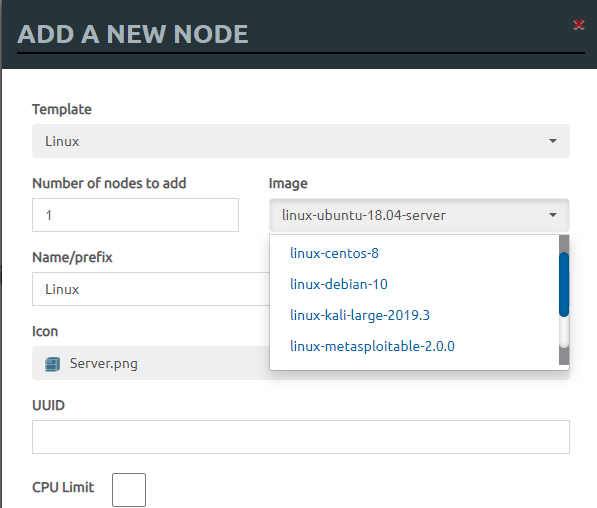 ADD A NEW NODE
Template
Linux
Number of nodes to add
Image
1
linux-ubuntu-18.04-server
linux-centos-8
linux-debian-10
linux-kali-large-2019.3
linux-metasploitable-2.0.0
Name/prefix
Linux
Icon
Server.png
UUID
CPU Limit